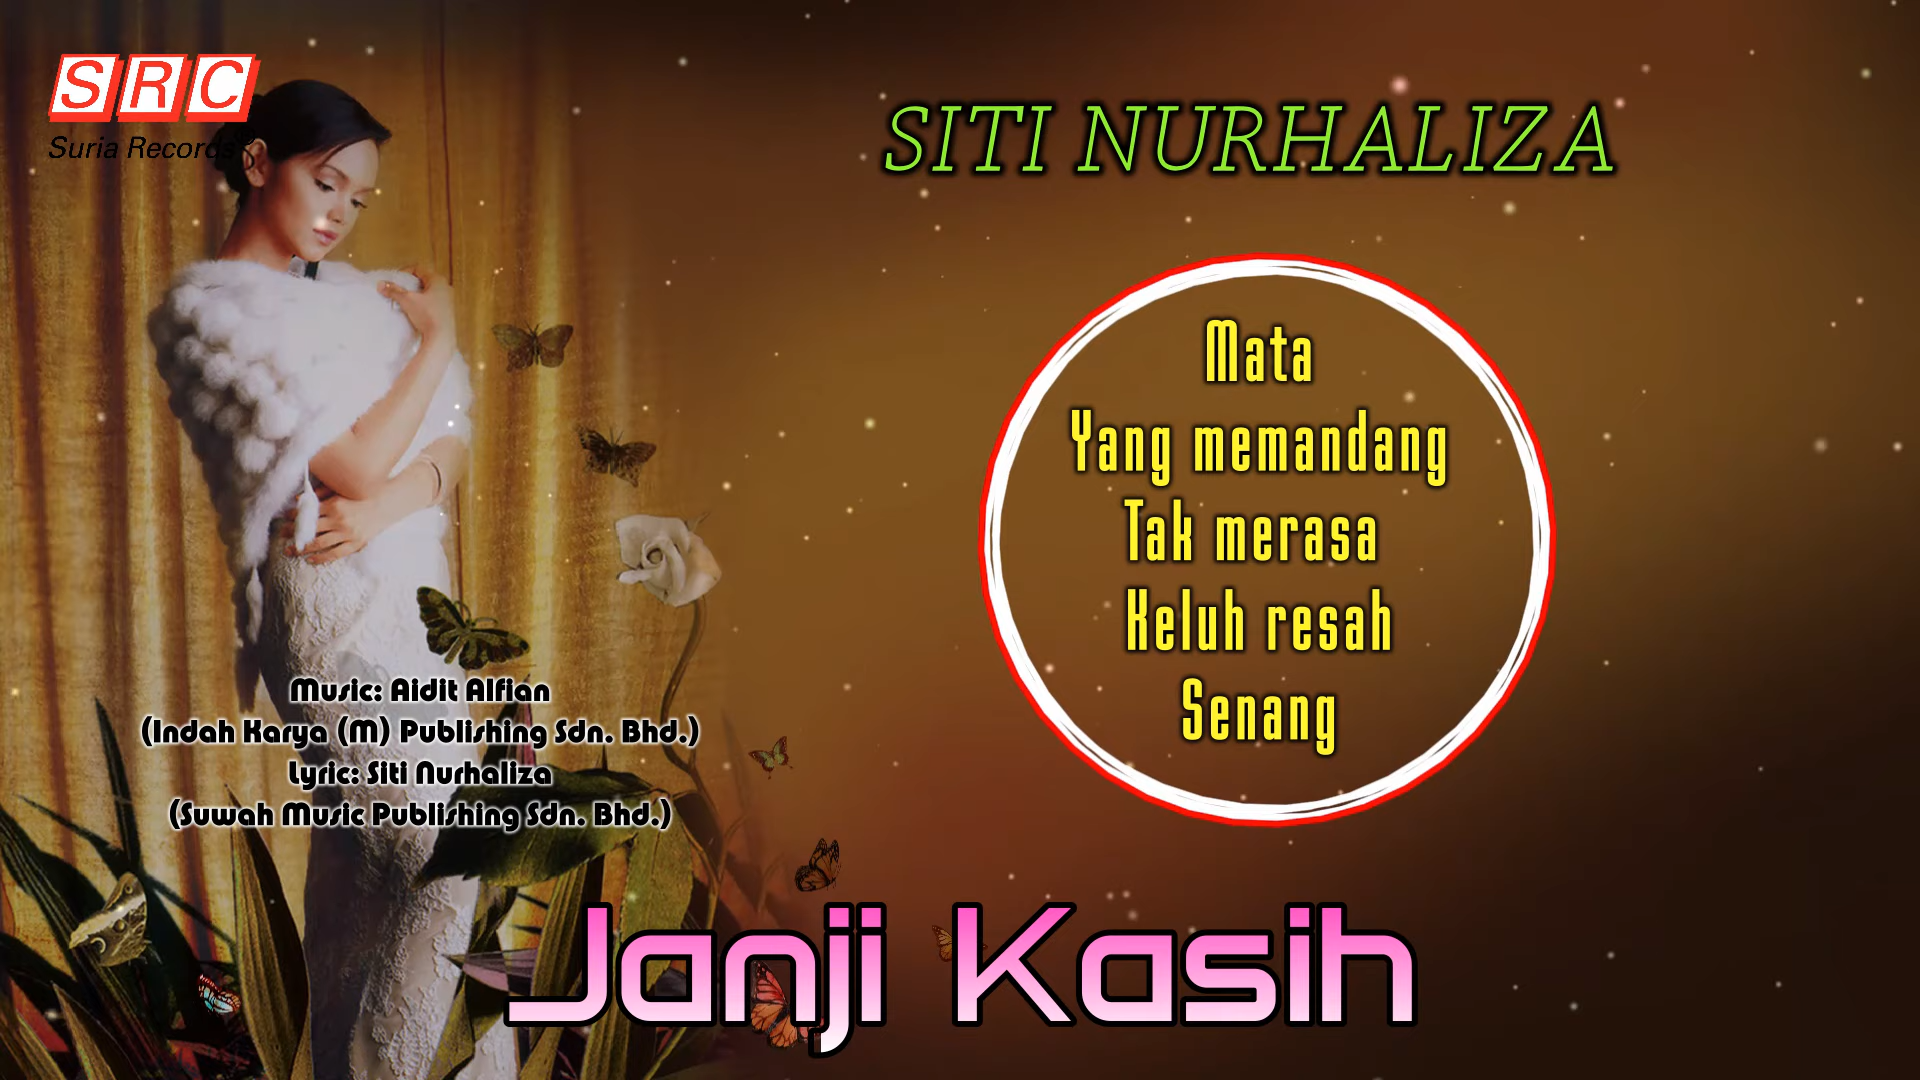 SRC
Suria Records
SITI NURHALIZA
Mata
Yang memandang
Tak merasa
Keluh resah
Senang
Music: Aidit Alfian
(Indah Karya (M) Publishing Sdn. Bhd.)
Lyric: Siti Nurhaliza
(Suwah Music Publishing Sdn. Bhd.)
Janji Kasih